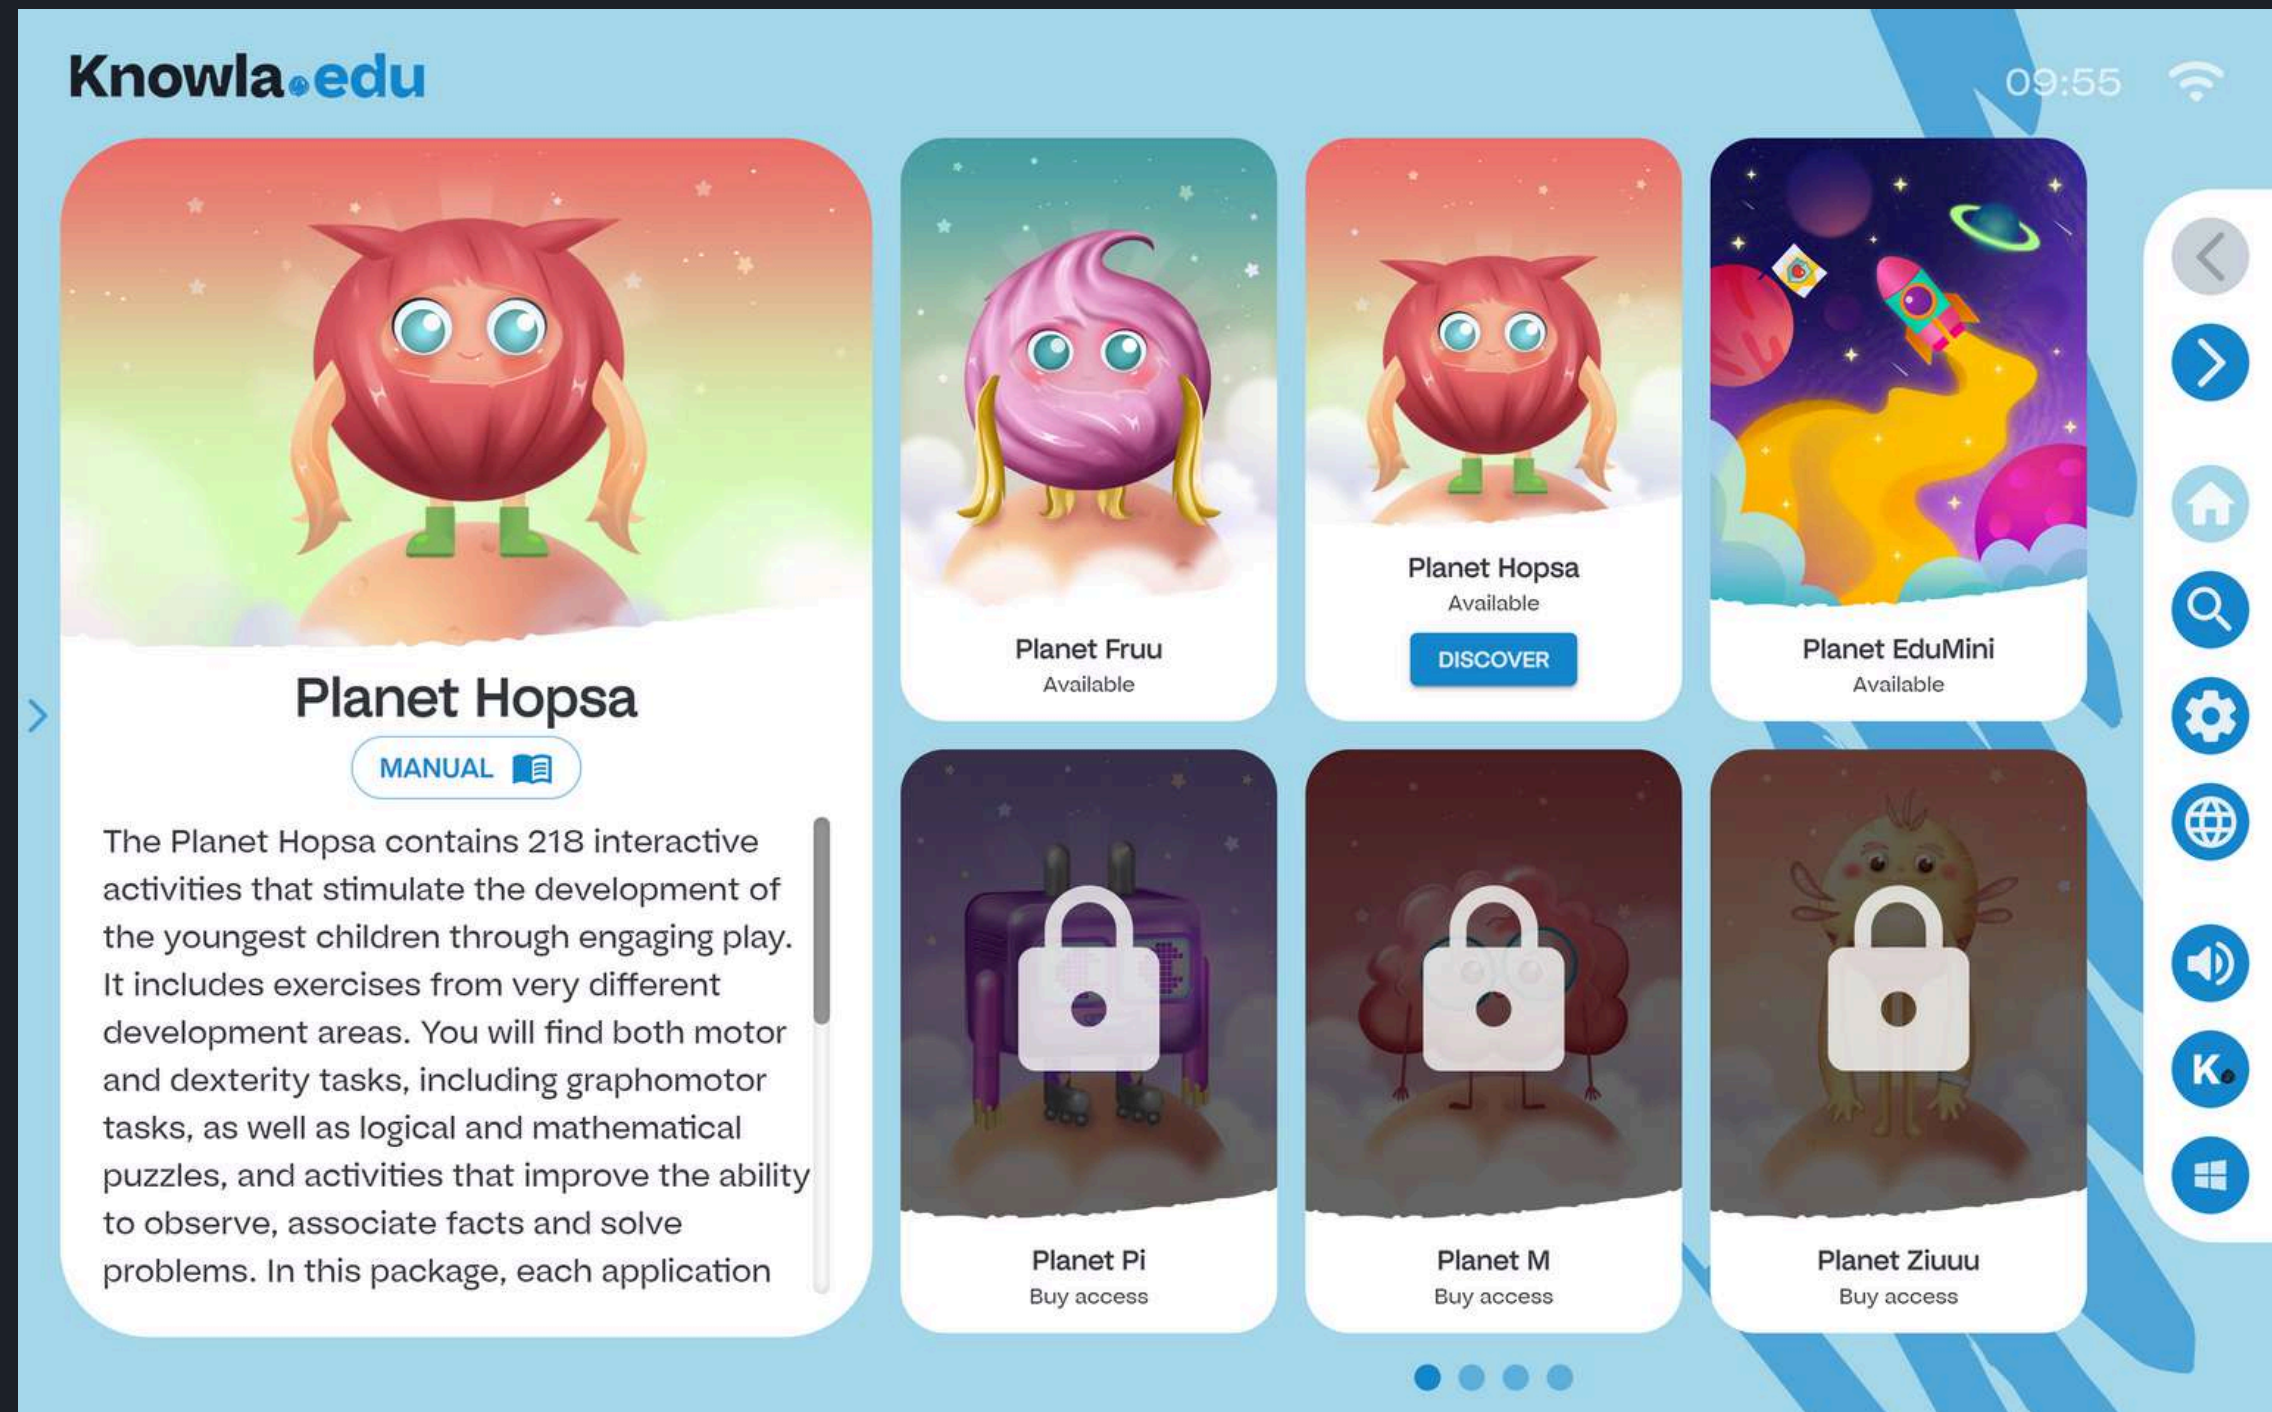 Knowla.edu
09:55
Planet Hopsa
MANUAL
The Planet Hopsa contains 218 interactive
activities that stimulate the development of
the youngest children through engaging play.
It includes exercises from very different
development areas. You will find both motor
and dexterity tasks, including graphomotor
tasks, as well as logical and mathematical
puzzles, and activities that improve the ability
to observe, associate facts and solve
problems. In this package, each application
Planet Fruu
Available
Planet Hopsa
Available
DISCOVER
Planet EduMini
Available
Planet Pi
Buy access
Planet M
Buy access
Planet Ziuuu
Buy access
K.